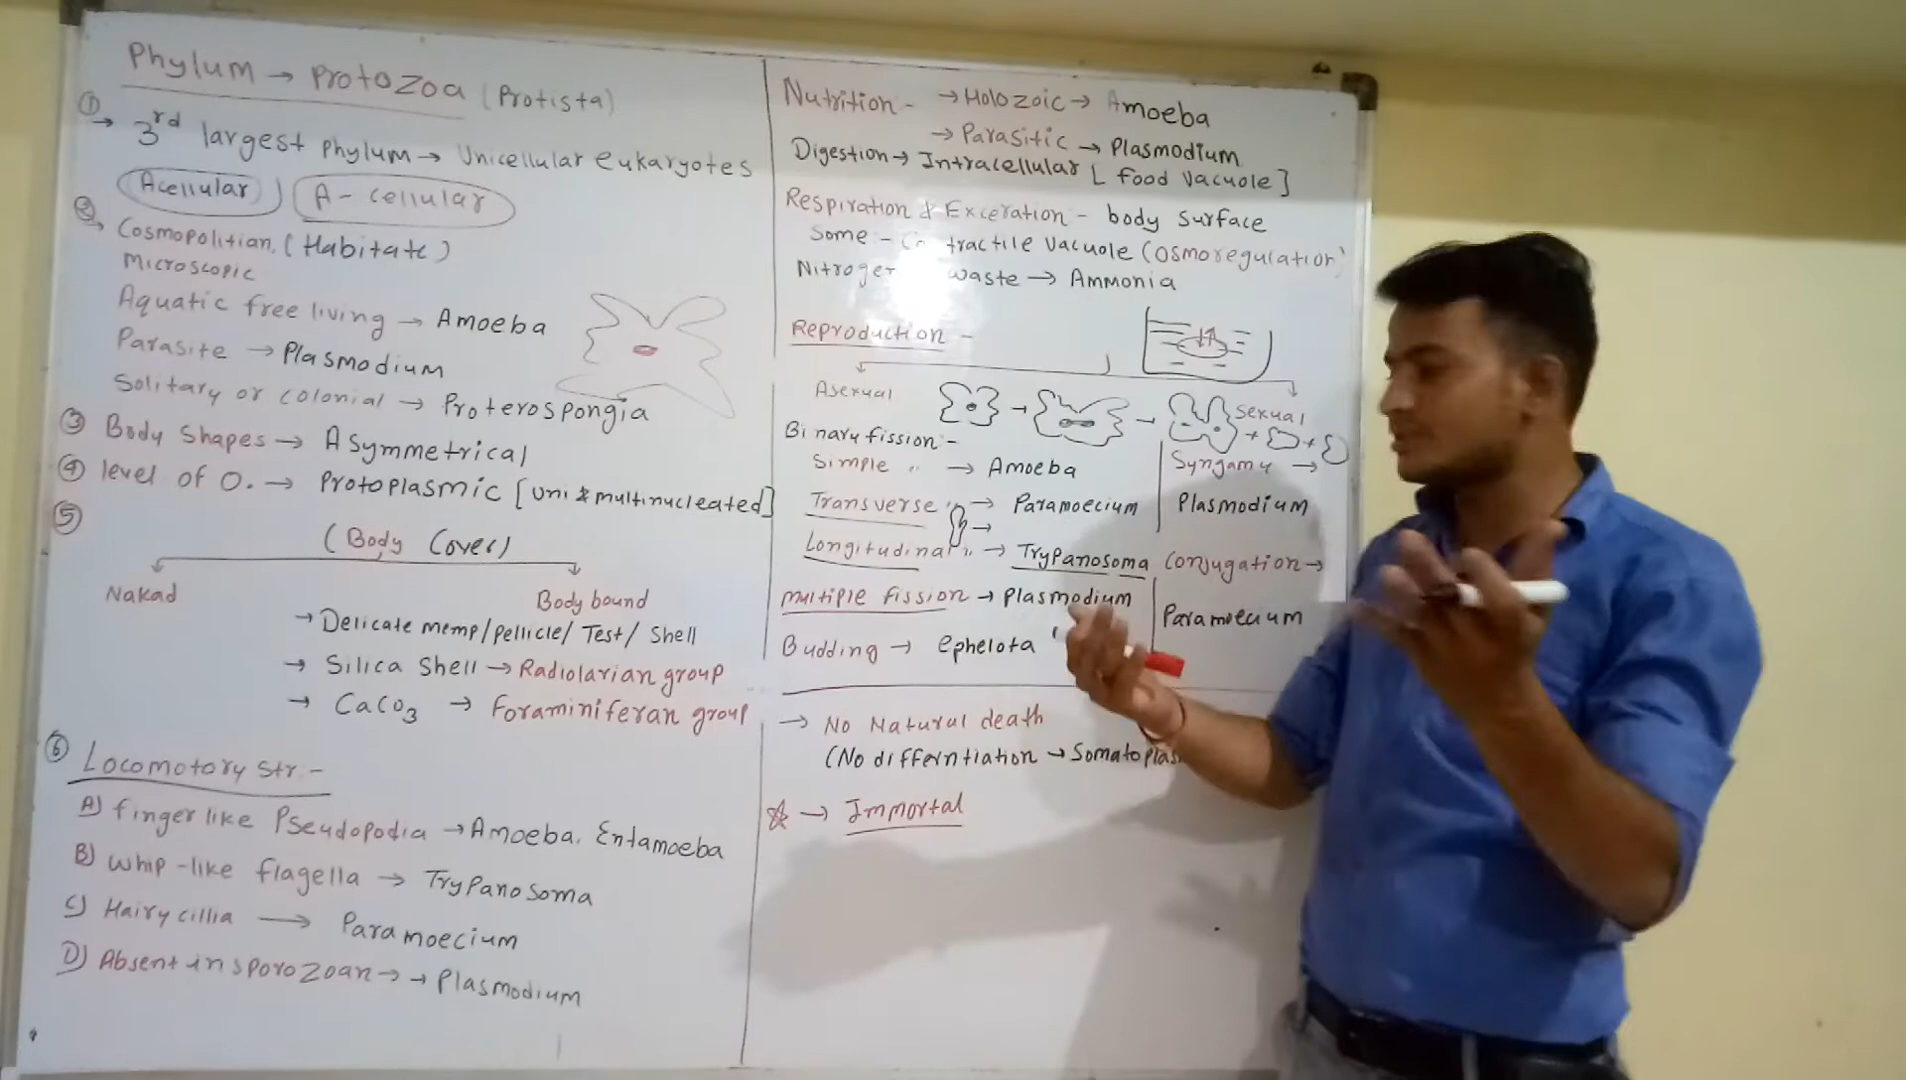 Phylum → Protozoa (Protista)
① → 3rd largest Phylum → Unicellular eukaryotes
Acellular) A - cellular
② Cosmopolitian. (Habitate)
Microscopic
Aquatic free living → Amoeba
Parasite → Plasmodium
Solitary or colonial → Proterospongia
③ Body Shapes → Asymmetrical
④ level of O. → Protoplasmic [uni & multinucleated]
⑤
(Body Cover)
Nakad
Body bound
→ Delicate memp/pellicle/ Test/ Shell
→ Silica Shell → Radiolarian group
→ CaCO3 → Foraminiferan group
⑥ Locomotory Str. -
A) finger like Pseudopodia → Amoeba. Entamoeba
B) whip-like flagella → Trypanosoma
C) Hairy cillia → Paramoecium
D) Absent in sporozoan → → Plasmodium
Nutrition - → Holozoic → Amoeba
→ Parasitic → Plasmodium
Digestion → Intracellular [ food vacuole ]
Respiration & Exceration - body surface
Some - tractile vacuole (osmoregulation)
Nitroge waste → Ammonia
Reproduction -
Asexual
Sexual
Binary fission: -
Simple " → Amoeba
Transverse " → Paramoecium
→
Longitudinal " → Trypanosoma
multiple fission → Plasmodium
Budding → ephelota
Syngamy →
Plasmodium
Conjugation →
Paramoecium
→ No Natural death
(No differntiation → Somatoplas
☆ → Immortal